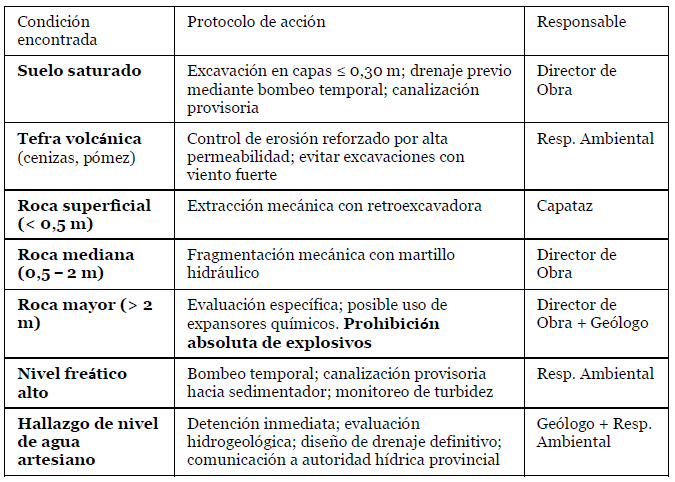 Condición encontrada | Protocolo de acción | Responsable
Suelo saturado | Excavación en capas ≤ 0,30 m; drenaje previo mediante bombeo temporal; canalización provisoria | Director de Obra
Tefra volcánica (cenizas, pómez) | Control de erosión reforzado por alta permeabilidad; evitar excavaciones con viento fuerte | Resp. Ambiental
Roca superficial (< 0,5 m) | Extracción mecánica con retroexcavadora | Capataz
Roca mediana (0,5 – 2 m) | Fragmentación mecánica con martillo hidráulico | Director de Obra
Roca mayor (> 2 m) | Evaluación específica; posible uso de expansores químicos. Prohibición absoluta de explosivos | Director de Obra + Geólogo
Nivel freático alto | Bombeo temporal; canalización provisoria hacia sedimentador; monitoreo de turbidez | Resp. Ambiental
Hallazgo de nivel de agua artesiano | Detención inmediata; evaluación hidrogeológica; diseño de drenaje definitivo; comunicación a autoridad hídrica provincial | Geólogo + Resp. Ambiental